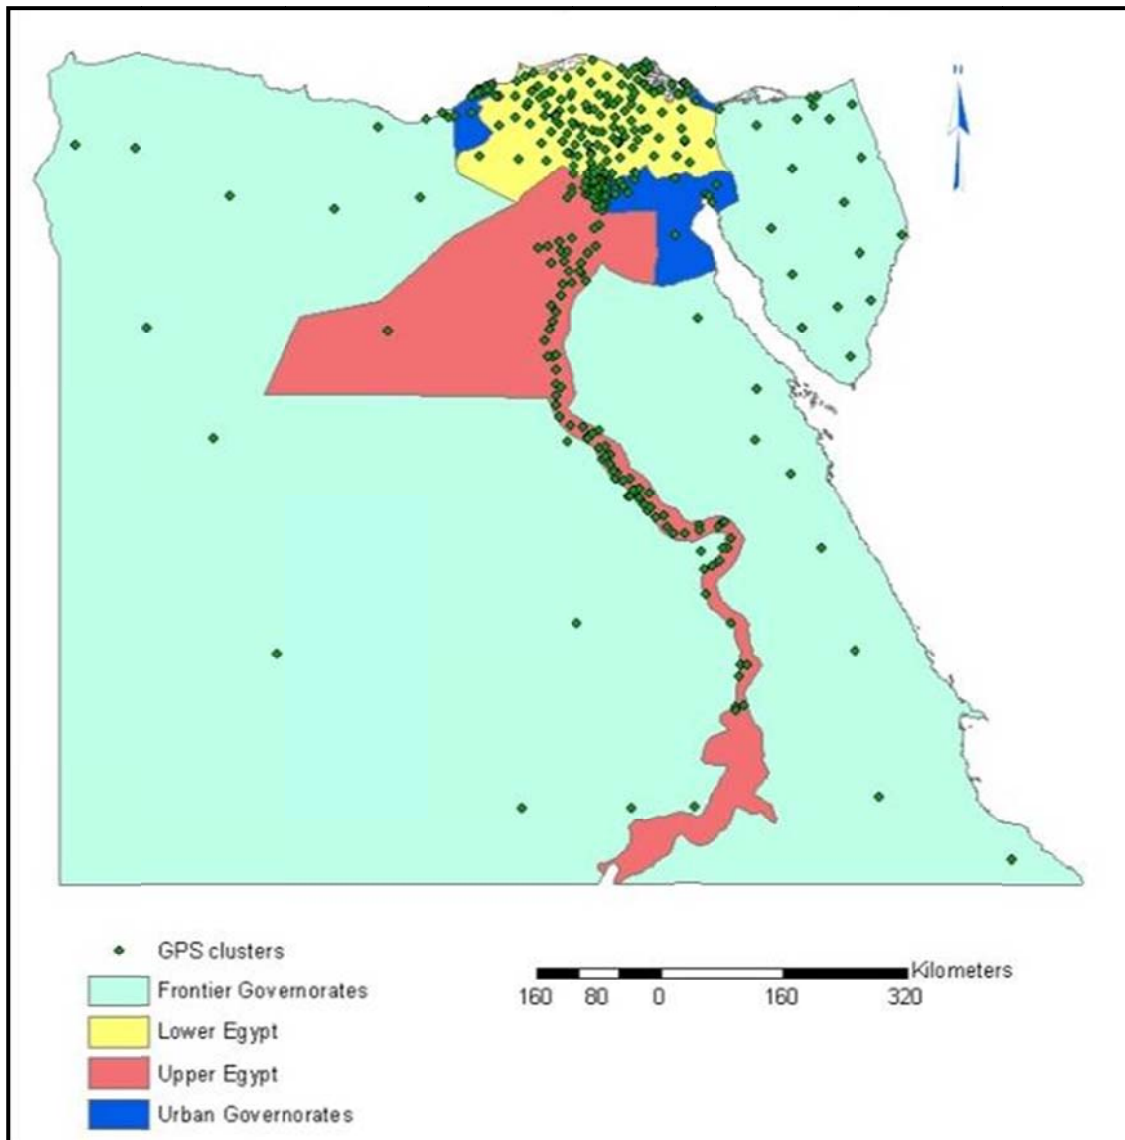 N
GPS clusters
Frontier Governorates
Lower Egypt
Upper Egypt
Urban Governorates
Kilometers
160 80 0 160 320